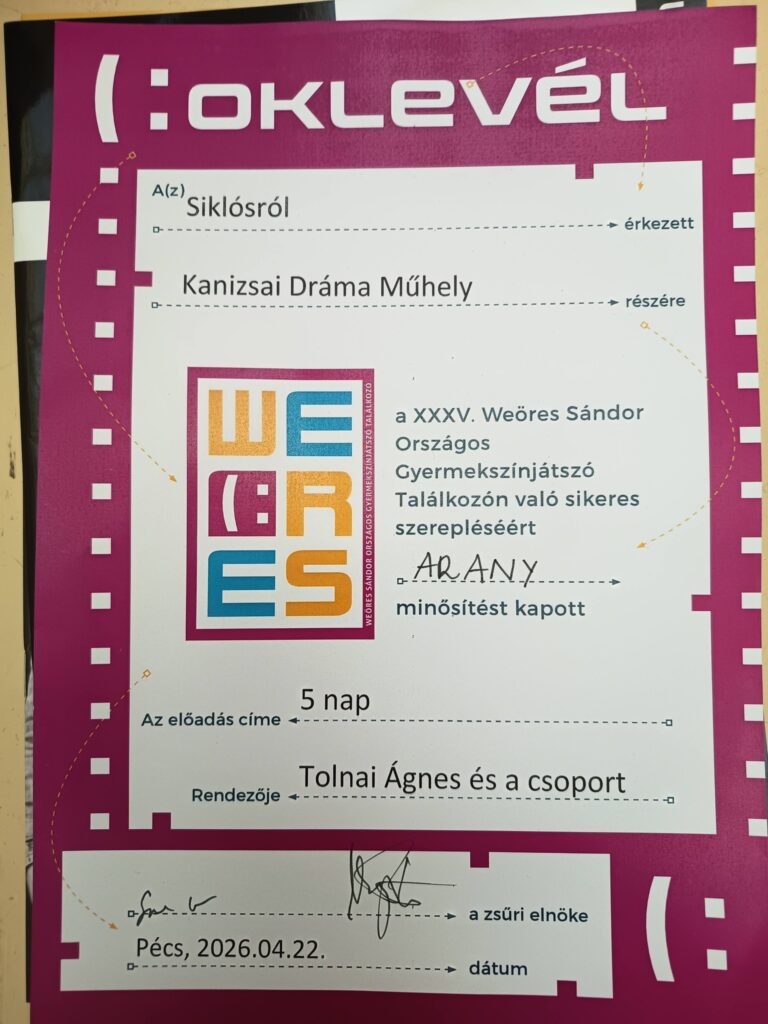 (: OKLEVÉL
A(z) Siklósról érkezett
Kanizsai Dráma Műhely részére
WE
(:R
ES
WEÖRES SÁNDOR ORSZÁGOS GYERMEKSZÍNJÁTSZÓ TALÁLKOZÓ
a XXXV. Weöres Sándor
Országos
Gyermekszínjátszó
Találkozón való sikeres
szerepléséért
ARANY
minősítést kapott
Az előadás címe 5 nap
Rendezője Tolnai Ágnes és a csoport
a zsűri elnöke
Pécs, 2026.04.22.
dátum
(: